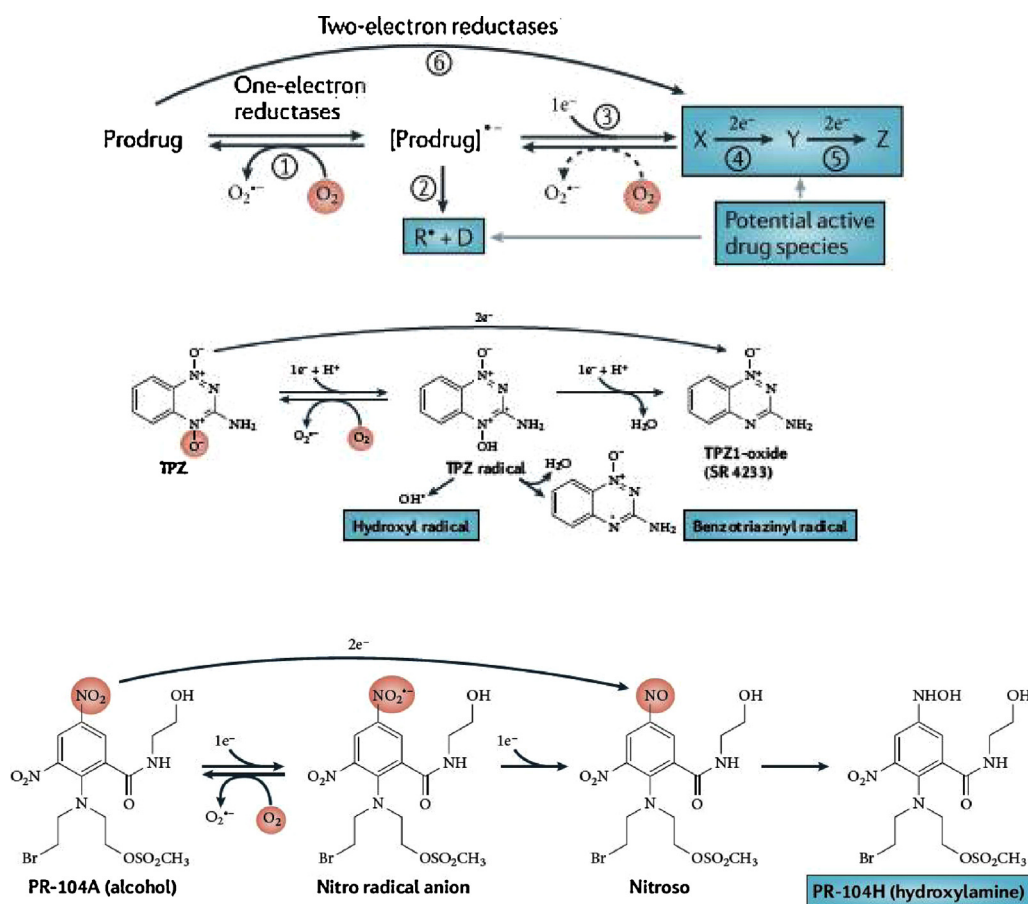 Two-electron reductases
⑥
One-electron
reductases
1e⁻ ③
Prodrug
[Prodrug]•−
X 2e⁻ Y 2e⁻ Z
④ ⑤
①
O₂•− O₂
②
O₂•− O₂
R• + D
Potential active
drug species
2e⁻
O⁻
N⁺
N
N⁺
O⁻
NH₂
TPZ
1e⁻ + H⁺
O₂•− O₂
O⁻
N⁺
N
N
OH
NH₂
TPZ radical
1e⁻ + H⁺
H₂O
O⁻
N⁺
N
N
NH₂
TPZ1-oxide
(SR 4233)
OH•
Hydroxyl radical
H₂O
O⁻
N⁺
N
N
NH₂
Benzotriazinyl radical
2e⁻
NO₂
OH
O₂N
NH
O
N
Br
OSO₂CH₃
PR-104A (alcohol)
1e⁻
O₂•− O₂
NO₂•−
OH
O₂N
NH
O
N
Br
OSO₂CH₃
Nitro radical anion
1e⁻
NO
OH
O₂N
NH
O
N
Br
OSO₂CH₃
Nitroso
NHOH
OH
O₂N
NH
O
N
Br
OSO₂CH₃
PR-104H (hydroxylamine)